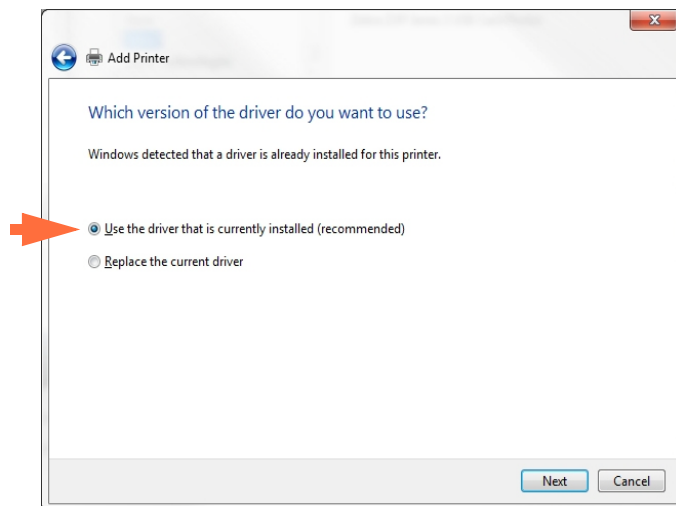 Add Printer
Which version of the driver do you want to use?
Windows detected that a driver is already installed for this printer.
Use the driver that is currently installed (recommended)
Replace the current driver
Next
Cancel